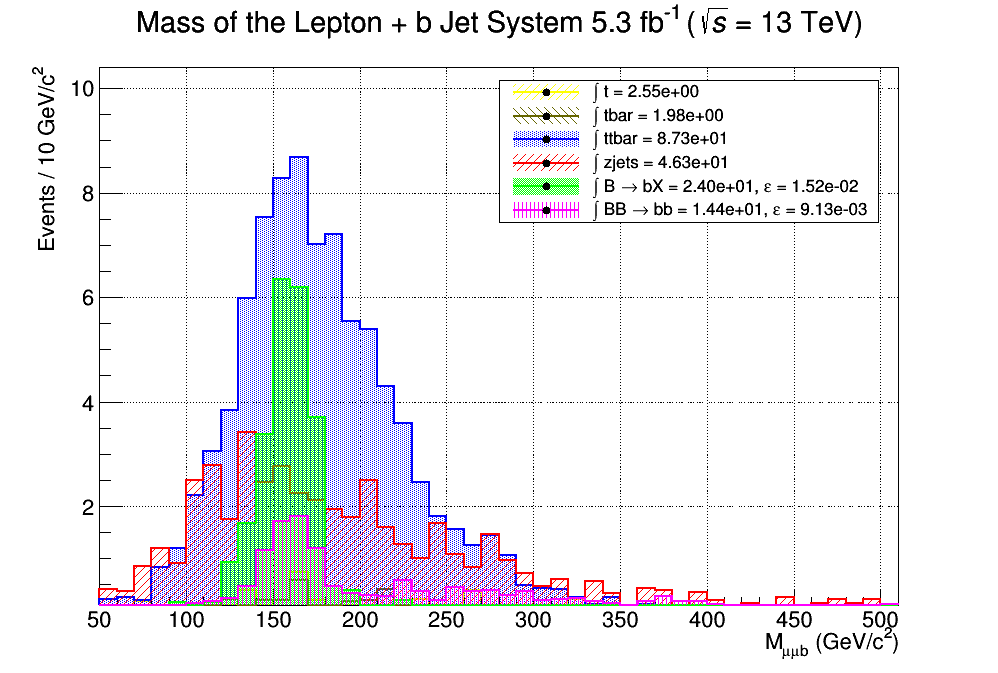 Mass of the Lepton + b Jet System 5.3 fb⁻¹ (√s = 13 TeV)
Events / 10 GeV/c²
10
8
6
4
2
∫ t = 2.55e+00
∫ tbar = 1.98e+00
∫ ttbar = 8.73e+01
∫ zjets = 4.63e+01
∫ B → bX = 2.40e+01, ε = 1.52e-02
∫ BB → bb = 1.44e+01, ε = 9.13e-03
50 100 150 200 250 300 350 400 450 500
M_μμb (GeV/c²)